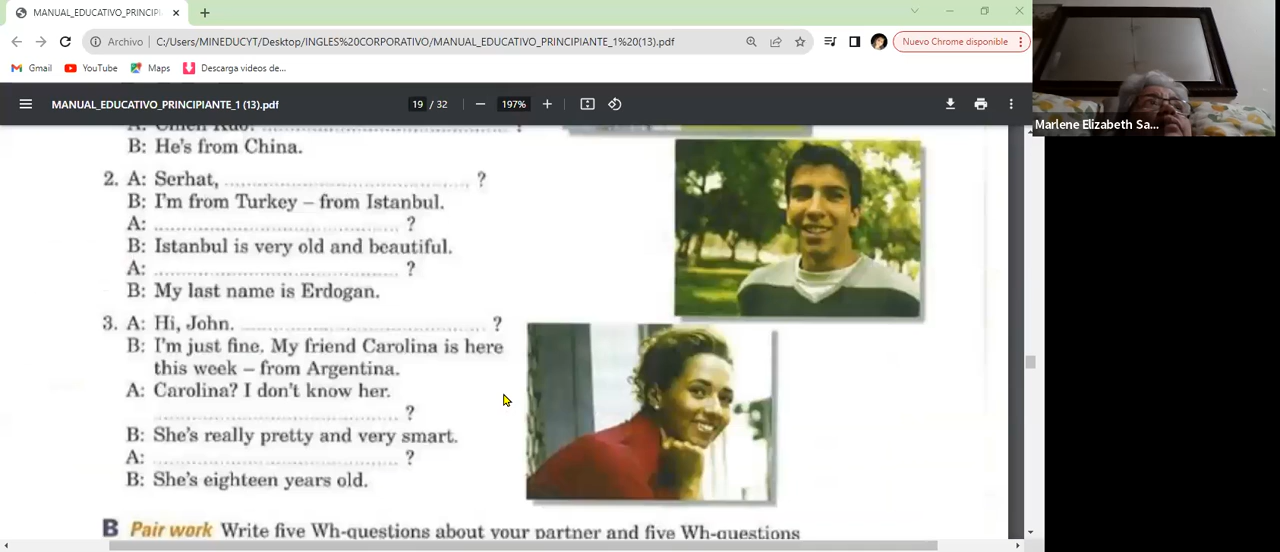 MANUAL_EDUCATIVO_PRINCIPI
Archivo C:/Users/MINEDUCYT/Desktop/INGLES%20CORPORATIVO/MANUAL_EDUCATIVO_PRINCIPIANTE_1%20(13).pdf
Nuevo Chrome disponible
Gmail YouTube Maps Descarga videos de...
MANUAL_EDUCATIVO_PRINCIPIANTE_1 (13).pdf 19 / 32 197%
Marlene Elizabeth Sa...
?
B: He's from China.
2. A: Serhat, ?
B: I'm from Turkey – from Istanbul.
A: ?
B: Istanbul is very old and beautiful.
A: ?
B: My last name is Erdogan.
3. A: Hi, John. ?
B: I'm just fine. My friend Carolina is here
this week – from Argentina.
A: Carolina? I don't know her.
?
B: She's really pretty and very smart.
A: ?
B: She's eighteen years old.
B Pair work Write five Wh-questions about your partner and five Wh-questions